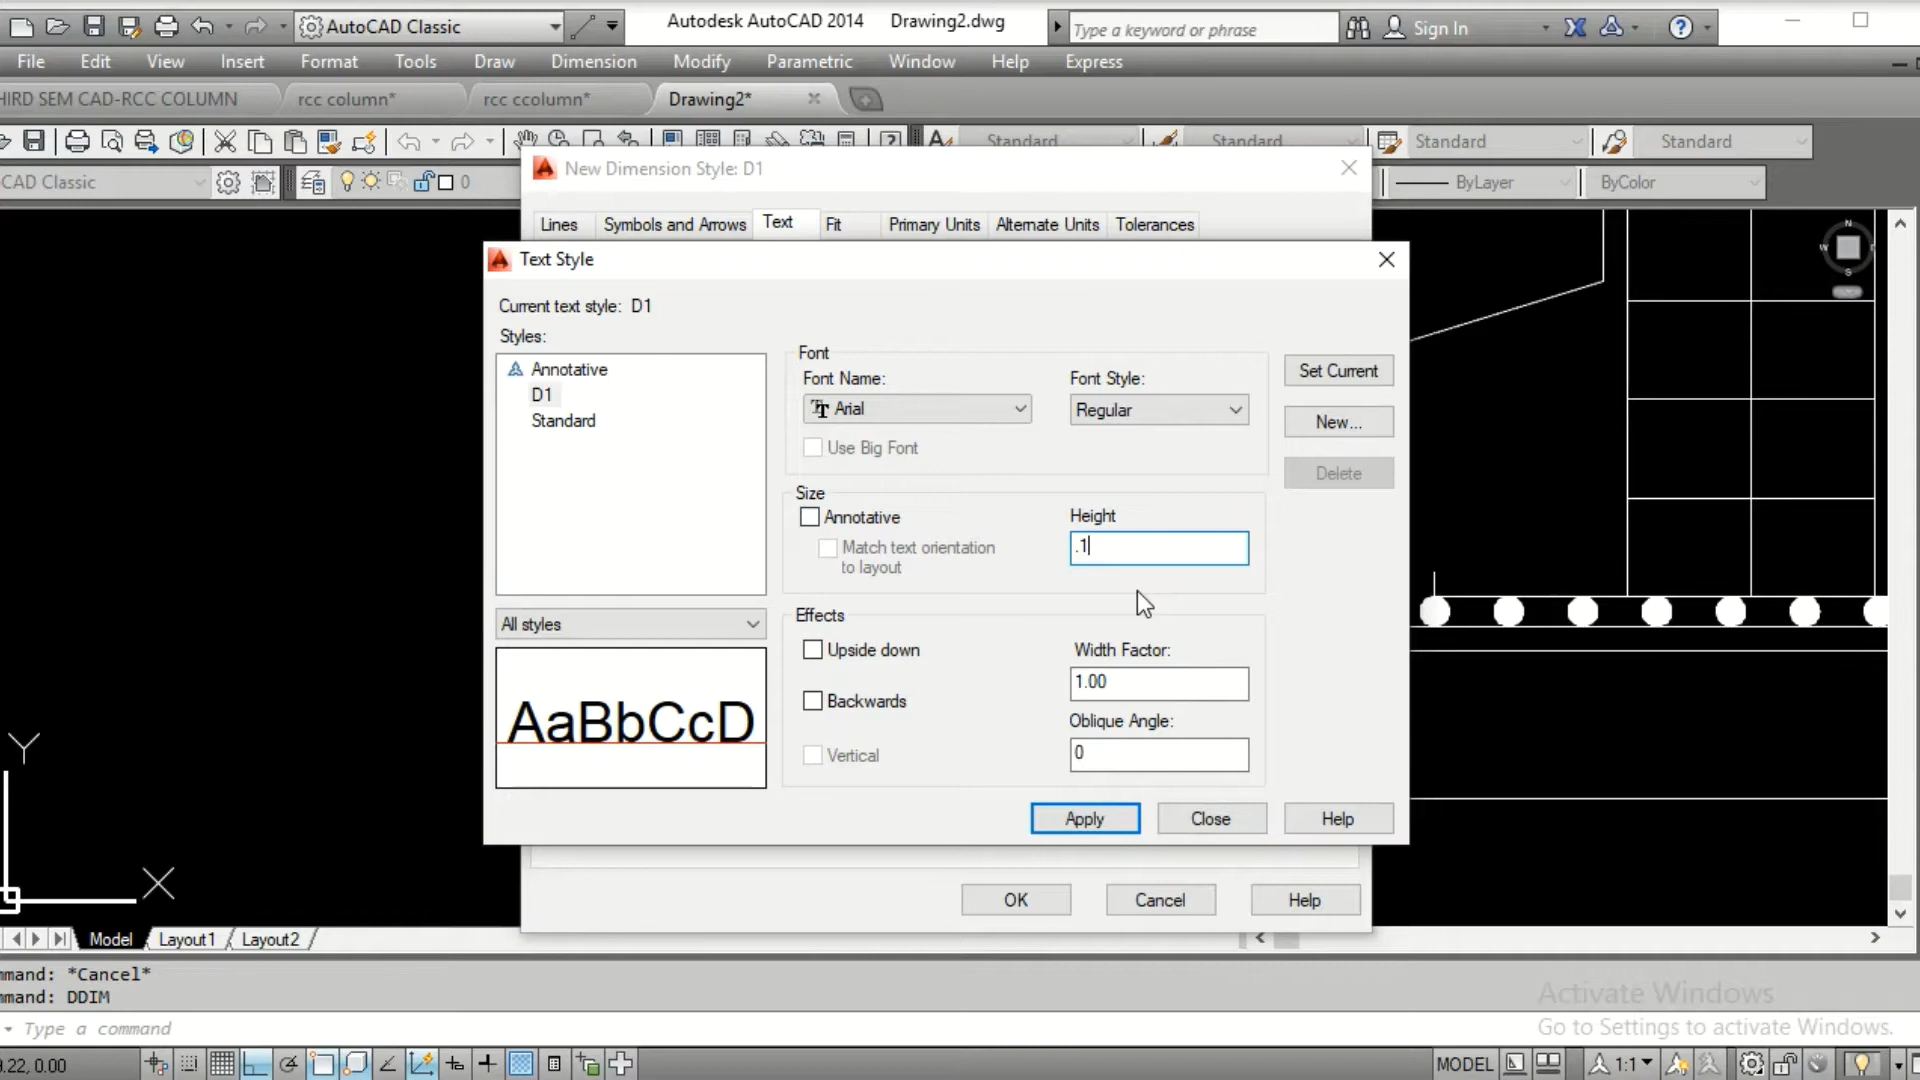 AutoCAD Classic
Autodesk AutoCAD 2014 Drawing2.dwg
Type a keyword or phrase
Sign In
File Edit View Insert Format Tools Draw Dimension Modify Parametric Window Help Express
HIRD SEM CAD-RCC COLUMN rcc column* rcc ccolumn* Drawing2*
Standard Standard Standard Standard
CAD Classic 0 ByLayer ByColor
New Dimension Style: D1
Lines Symbols and Arrows Text Fit Primary Units Alternate Units Tolerances
Text Style
Current text style: D1
Styles:
Annotative
D1
Standard
All styles
AaBbCcD
Font
Font Name: Font Style:
Arial Regular
Use Big Font
Size
Annotative Height
Match text orientation
to layout
.1
Effects
Upside down Width Factor:
1.00
Backwards
Oblique Angle:
Vertical 0
Set Current
New...
Delete
Apply Close Help
OK Cancel Help
N
W
S
Y
X
Model Layout1 Layout2
mmand: *Cancel*
mmand: DDIM
Type a command
Activate Windows
Go to Settings to activate Windows.
9.22, 0.00 MODEL 1:1